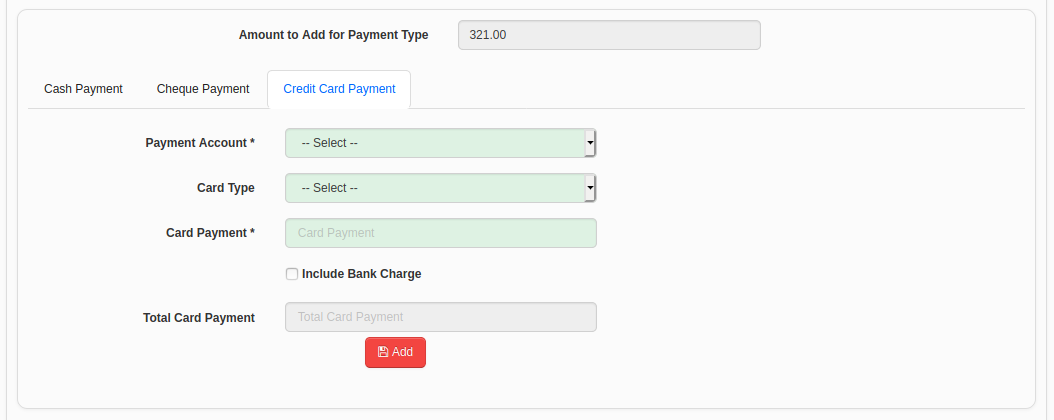 Amount to Add for Payment Type 321.00
Cash Payment Cheque Payment Credit Card Payment
Payment Account * -- Select --
Card Type -- Select --
Card Payment * Card Payment
Include Bank Charge
Total Card Payment Total Card Payment
Add